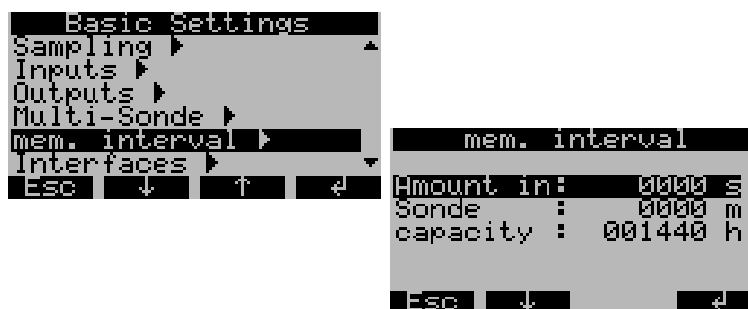 Basic Settings
Sampling
Inputs
Outputs
Multi-Sonde
mem. interval
Interfaces
Esc ↓ ↑ ↲
mem. interval
Amount in: 0000 s
Sonde : 0000 m
capacity : 001440 h
Esc ↓ ↲